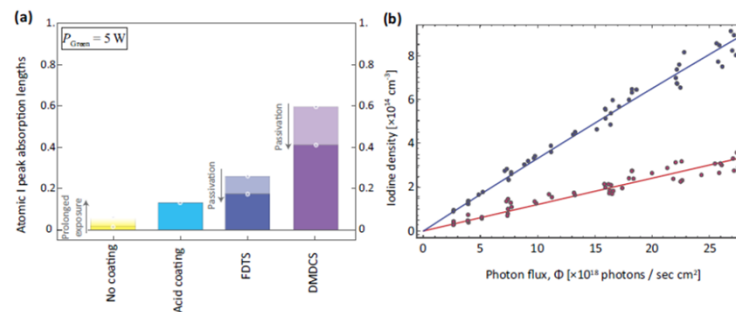 (a)
P_Green = 5 W
Atomic I peak absorption lengths
1.
0.8
0.6
0.4
0.2
0
1.
0.8
0.6
0.4
0.2
0
Prolonged
exposure
Passivation
Passivation
No coating
Acid coating
FDTS
DMDCS
(b)
Iodine density [×10¹⁴ cm⁻³]
8
6
4
2
0
0
5
10
15
20
25
Photon flux, Φ [×10¹⁸ photons / sec cm²]